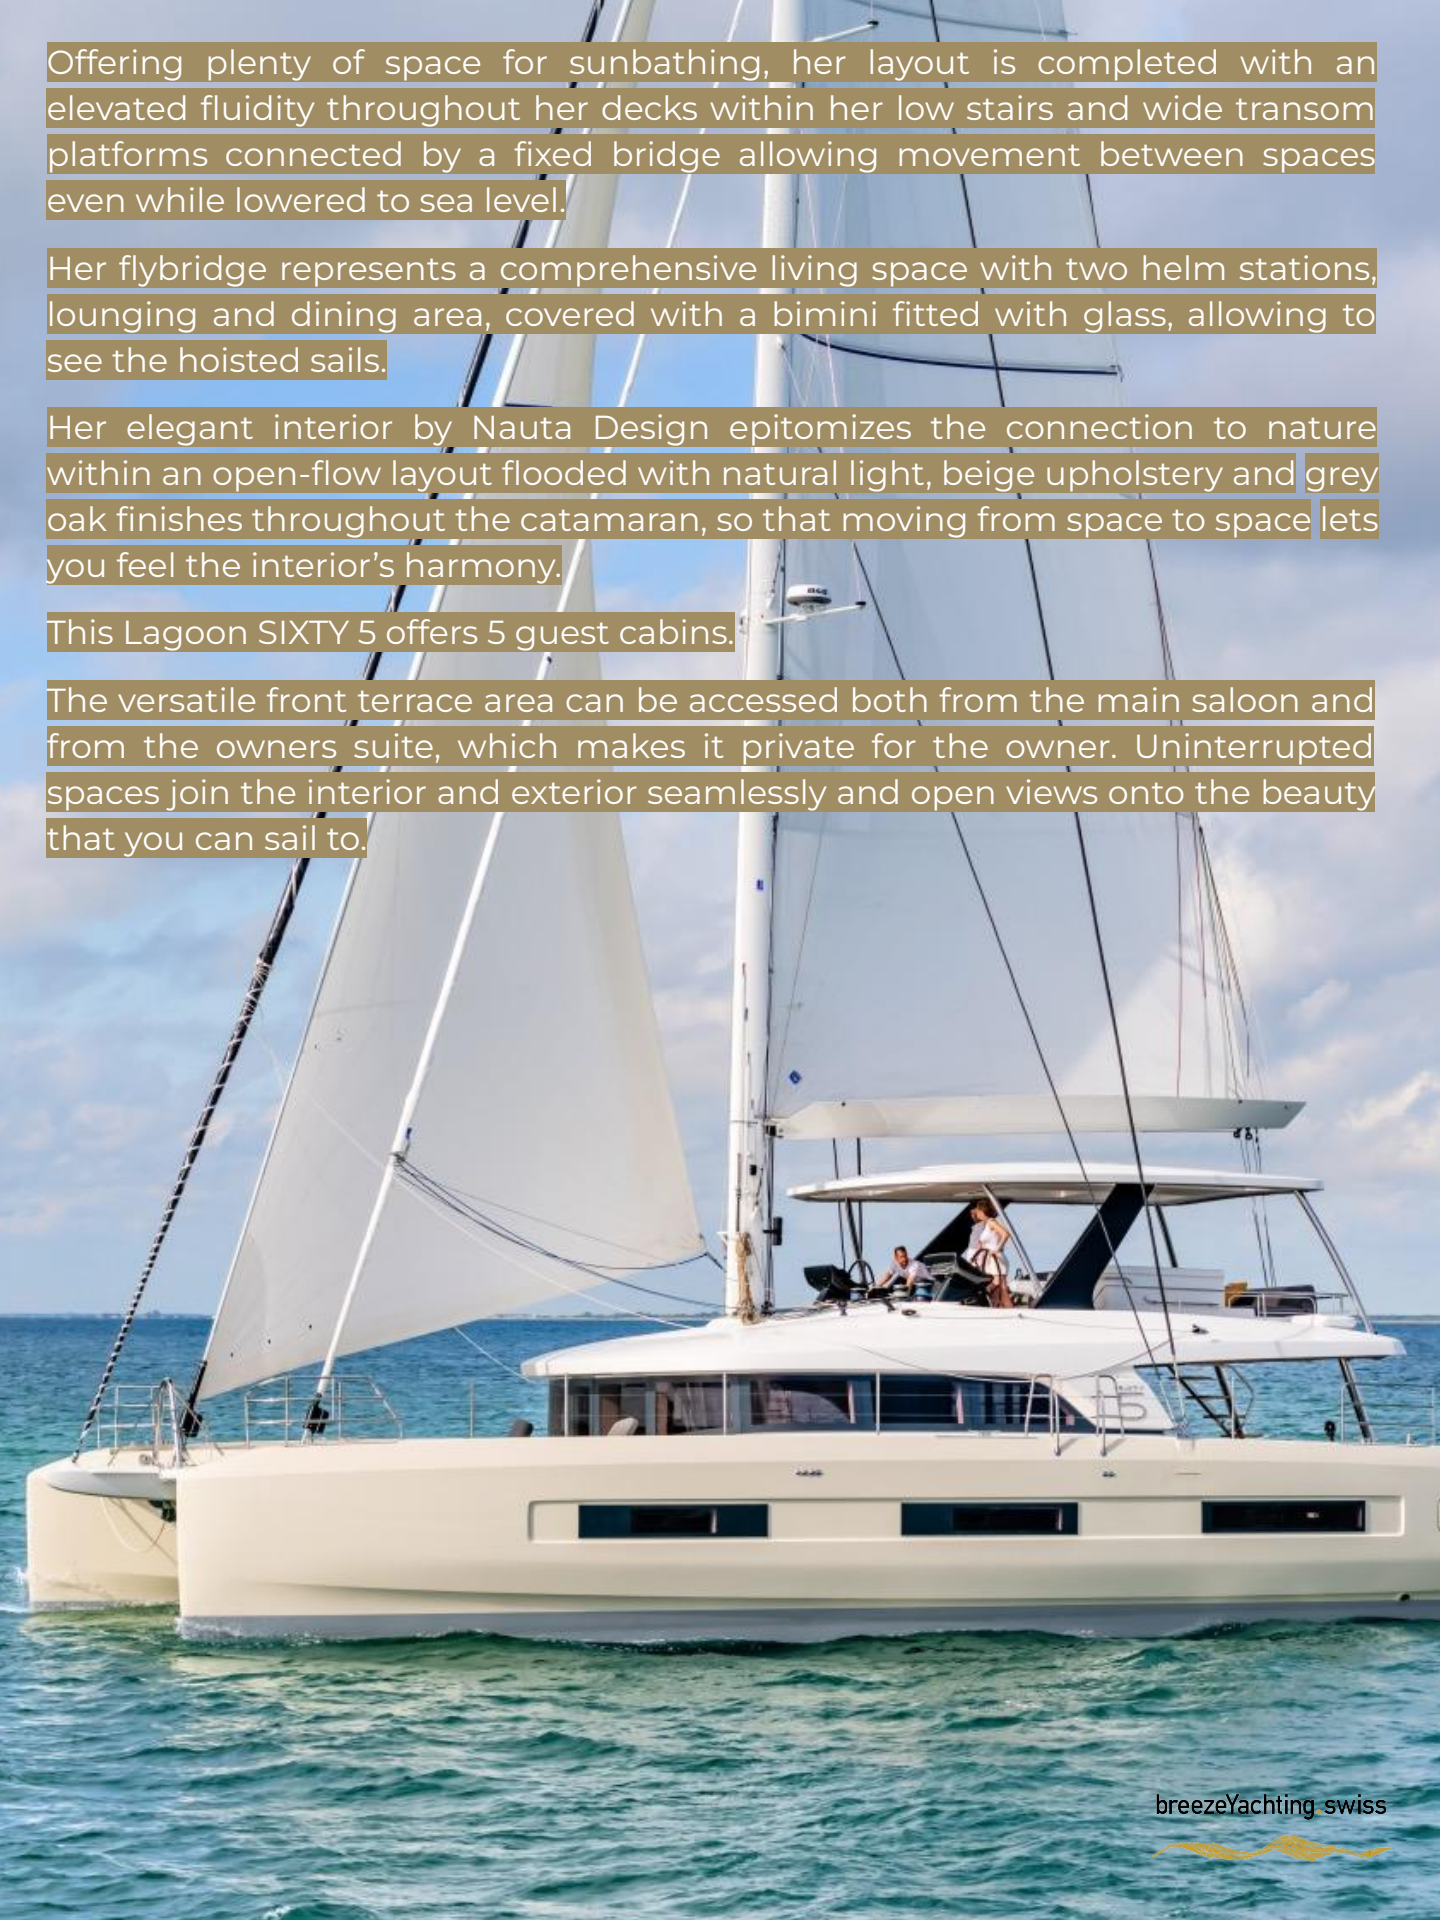 Offering plenty of space for sunbathing, her layout is completed with an
elevated fluidity throughout her decks within her low stairs and wide transom
platforms connected by a fixed bridge allowing movement between spaces
even while lowered to sea level.
Her flybridge represents a comprehensive living space with two helm stations,
lounging and dining area, covered with a bimini fitted with glass, allowing to
see the hoisted sails.
Her elegant interior by Nauta Design epitomizes the connection to nature
within an open-flow layout flooded with natural light, beige upholstery and grey
oak finishes throughout the catamaran, so that moving from space to space lets
you feel the interior’s harmony.
This Lagoon SIXTY 5 offers 5 guest cabins.
The versatile front terrace area can be accessed both from the main saloon and
from the owners suite, which makes it private for the owner. Uninterrupted
spaces join the interior and exterior seamlessly and open views onto the beauty
that you can sail to.
breezeYachting.swiss